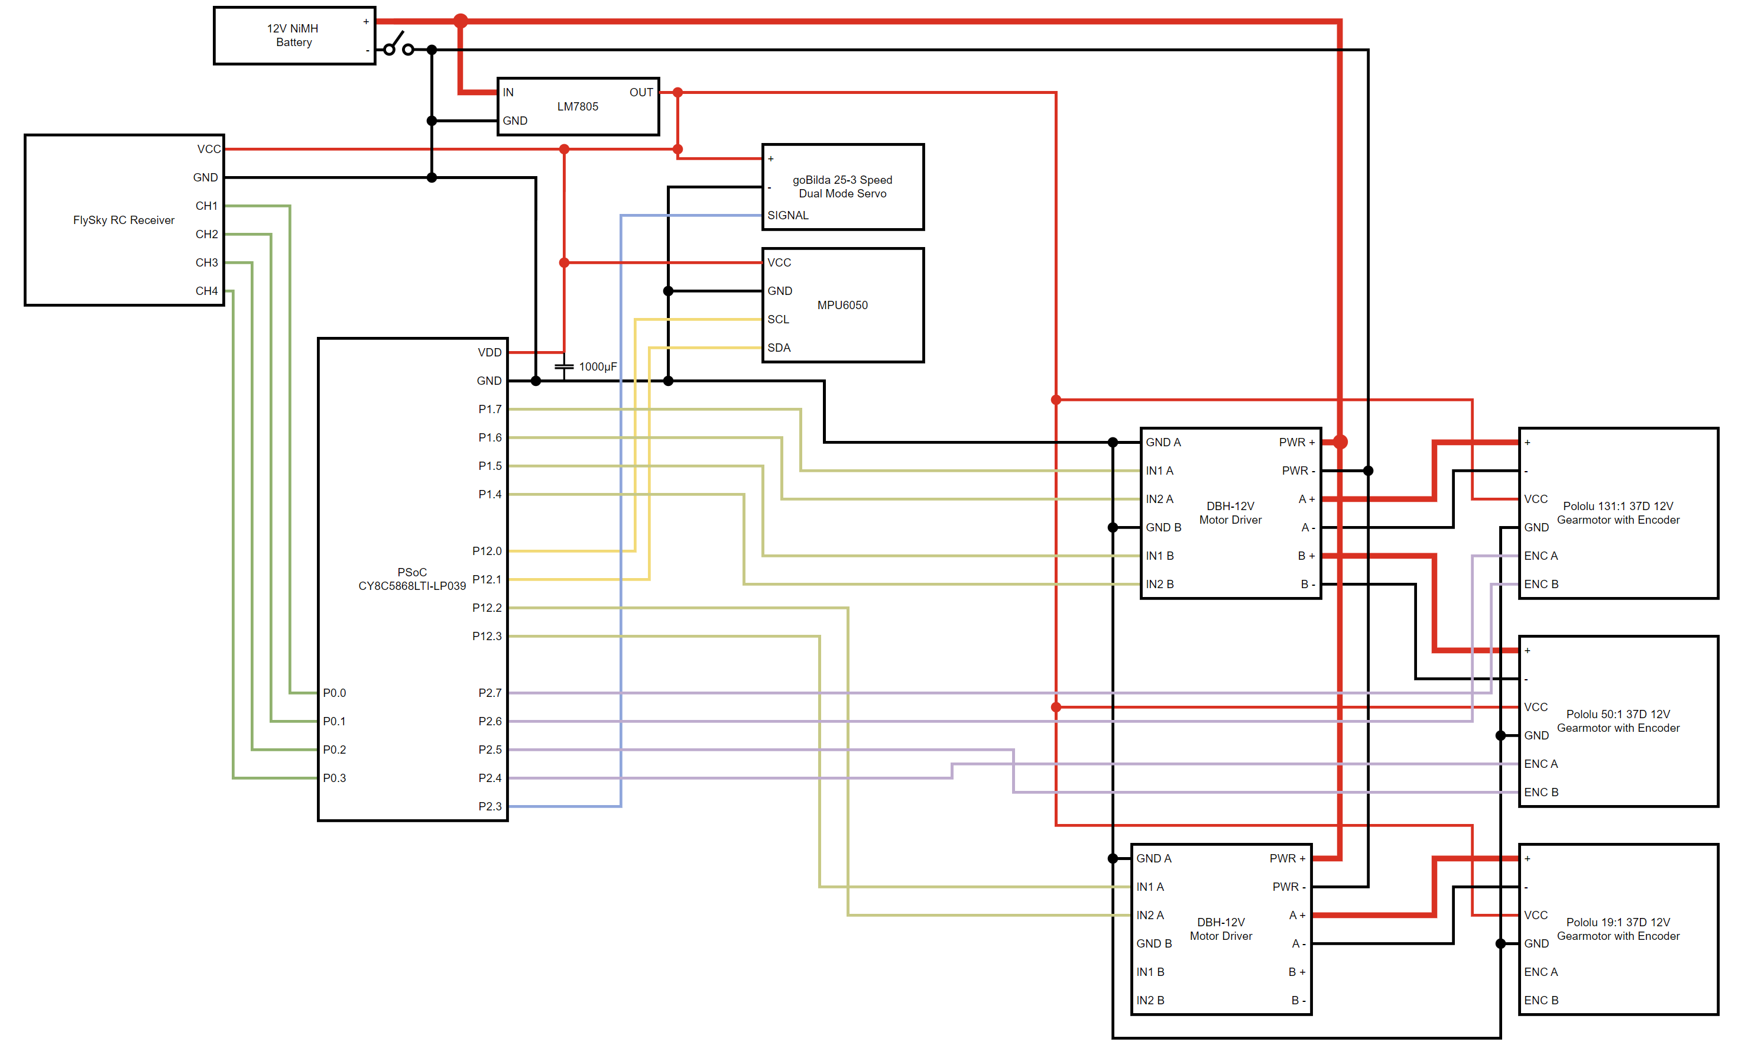 12V NiMH
Battery
+
-
IN
GND
LM7805
OUT
FlySky RC Receiver
VCC
GND
CH1
CH2
CH3
CH4
+
-
SIGNAL
goBilda 25-3 Speed
Dual Mode Servo
VCC
GND
SCL
SDA
MPU6050
1000µF
PSoC
CY8C5868LTI-LP039
VDD
GND
P1.7
P1.6
P1.5
P1.4
P12.0
P12.1
P12.2
P12.3
P2.7
P2.6
P2.5
P2.4
P2.3
P0.0
P0.1
P0.2
P0.3
GND A
IN1 A
IN2 A
GND B
IN1 B
IN2 B
DBH-12V
Motor Driver
PWR +
PWR -
A +
A -
B +
B -
+
-
VCC
GND
ENC A
ENC B
Pololu 131:1 37D 12V
Gearmotor with Encoder
+
-
VCC
GND
ENC A
ENC B
Pololu 50:1 37D 12V
Gearmotor with Encoder
GND A
IN1 A
IN2 A
GND B
IN1 B
IN2 B
DBH-12V
Motor Driver
PWR +
PWR -
A +
A -
B +
B -
+
-
VCC
GND
ENC A
ENC B
Pololu 19:1 37D 12V
Gearmotor with Encoder